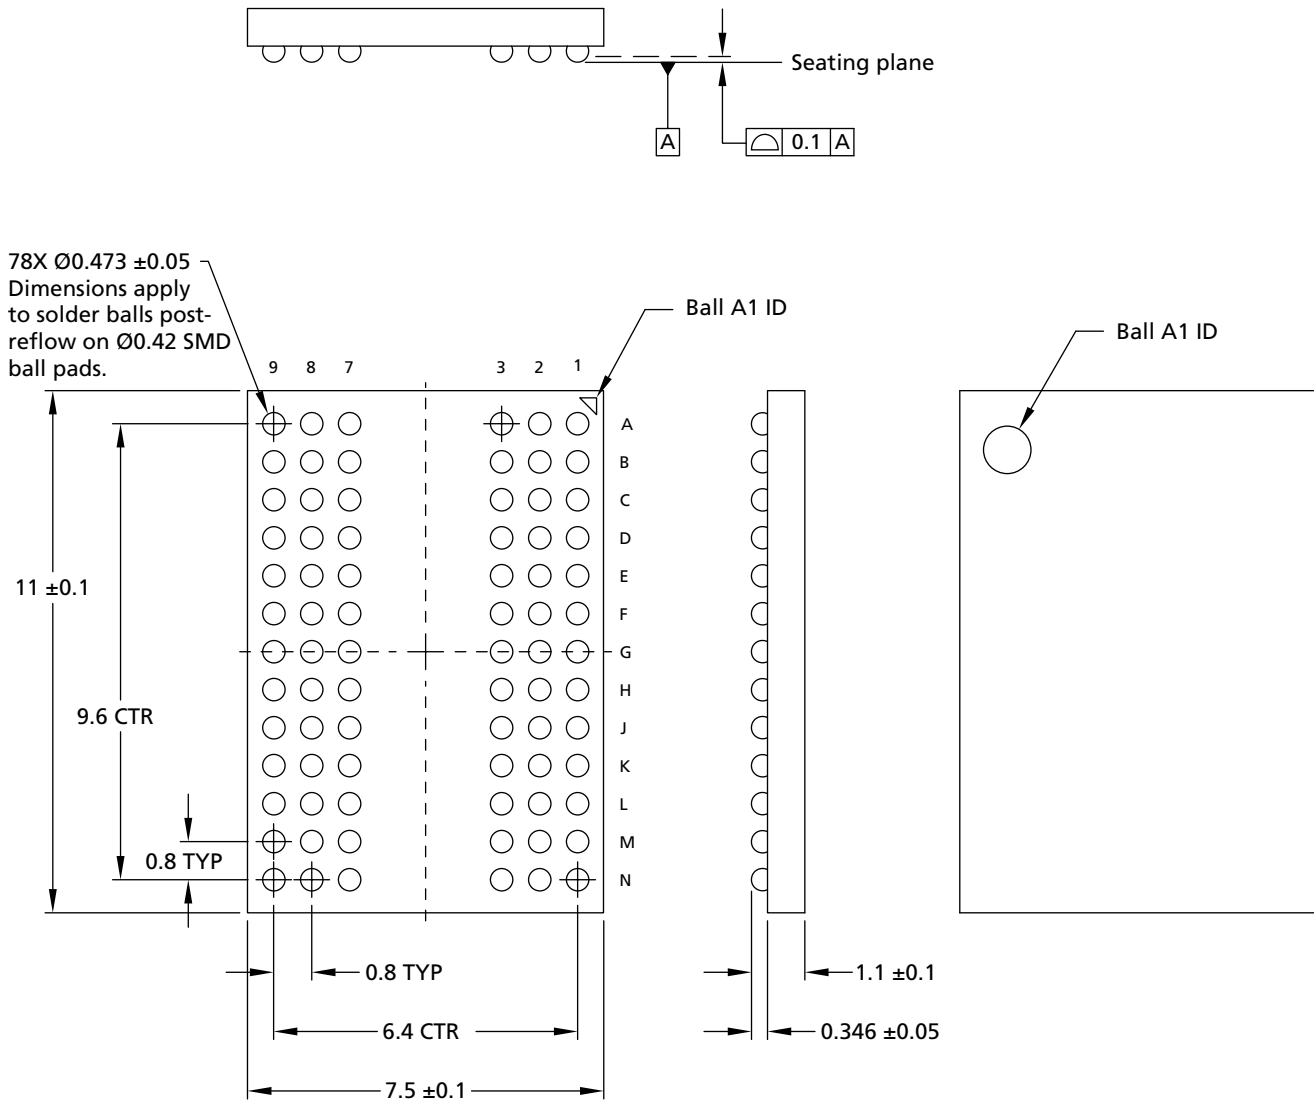 Seating plane
A
0.1 A
78X Ø0.473 ±0.05
Dimensions apply
to solder balls post-
reflow on Ø0.42 SMD
ball pads.
Ball A1 ID
Ball A1 ID
9 8 7 3 2 1
A
B
C
D
E
F
G
H
J
K
L
M
N
11 ±0.1
9.6 CTR
0.8 TYP
0.8 TYP
1.1 ±0.1
6.4 CTR
0.346 ±0.05
7.5 ±0.1